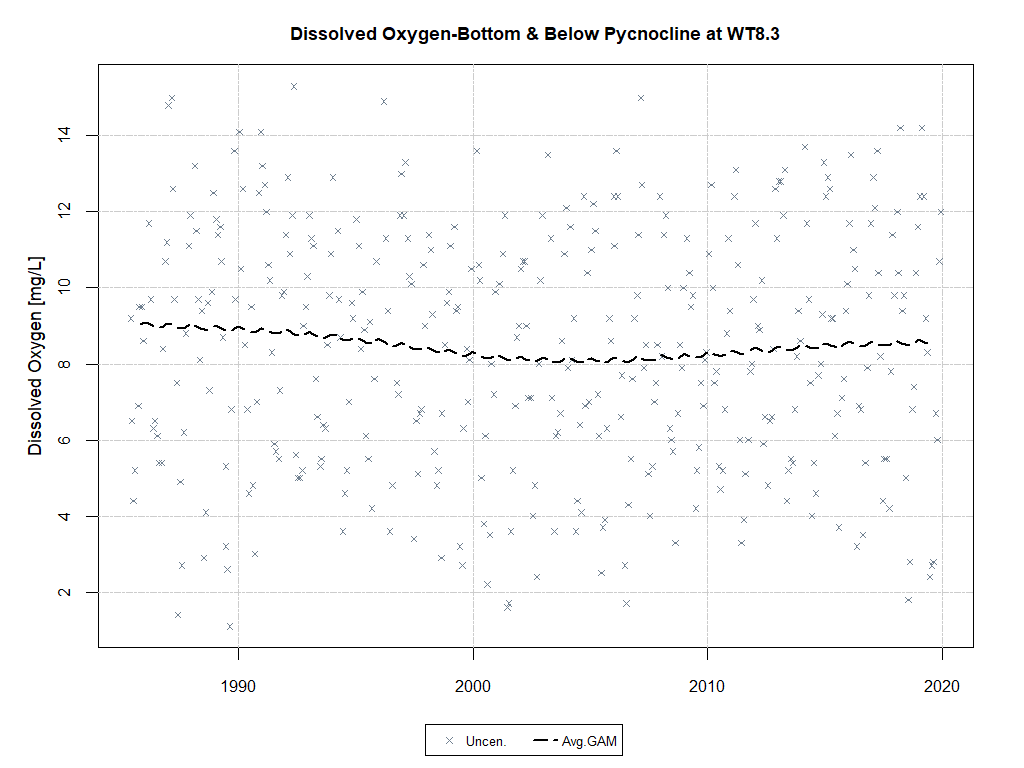 Dissolved Oxygen-Bottom & Below Pycnocline at WT8.3
Dissolved Oxygen [mg/L]
14
12
10
8
6
4
2
1990 2000 2010 2020
Uncen. Avg.GAM